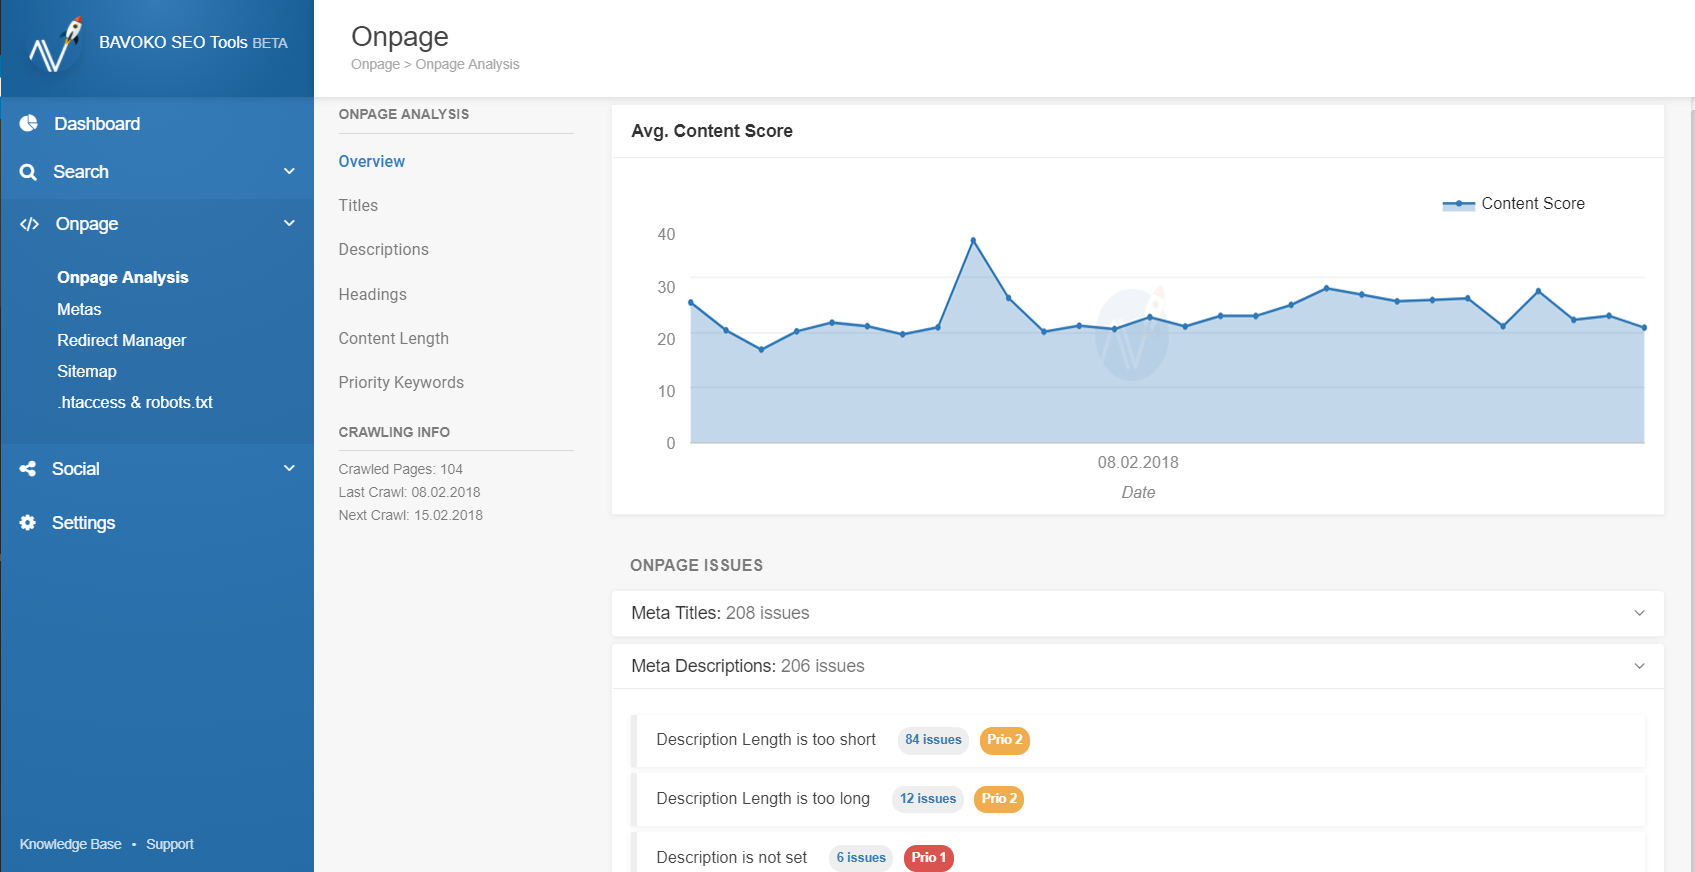 BAVOKO SEO Tools BETA
Dashboard
Search
Onpage
Onpage Analysis
Metas
Redirect Manager
Sitemap
.htaccess & robots.txt
Social
Settings
Knowledge Base • Support
Onpage
Onpage > Onpage Analysis
ONPAGE ANALYSIS
Overview
Titles
Descriptions
Headings
Content Length
Priority Keywords
CRAWLING INFO
Crawled Pages: 104
Last Crawl: 08.02.2018
Next Crawl: 15.02.2018
Avg. Content Score
Content Score
40
30
20
10
0
08.02.2018
Date
ONPAGE ISSUES
Meta Titles: 208 issues
Meta Descriptions: 206 issues
Description Length is too short 84 issues Prio 2
Description Length is too long 12 issues Prio 2
Description is not set 6 issues Prio 1